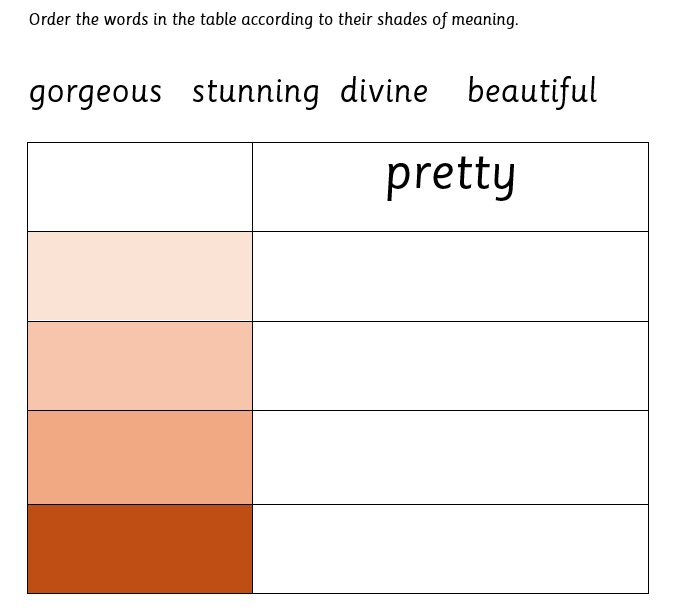 Order the words in the table according to their shades of meaning.
gorgeous stunning divine beautiful
pretty